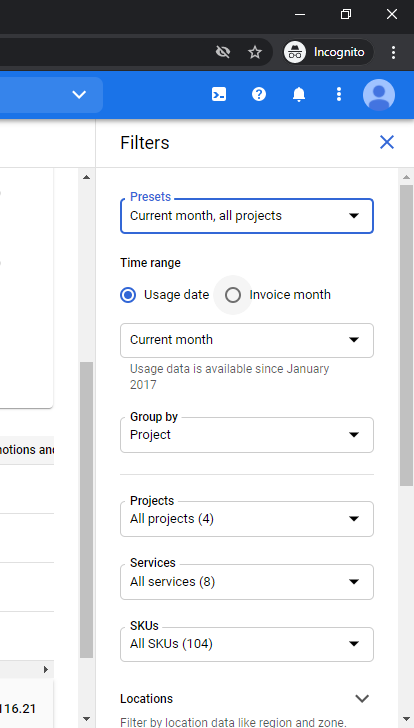 Incognito
Filters
Presets
Current month, all projects
Time range
Usage date
Invoice month
Current month
Usage data is available since January
2017
Group by
Project
Projects
All projects (4)
Services
All services (8)
SKUs
All SKUs (104)
Locations
Filter by location data like region and zone.
116.21